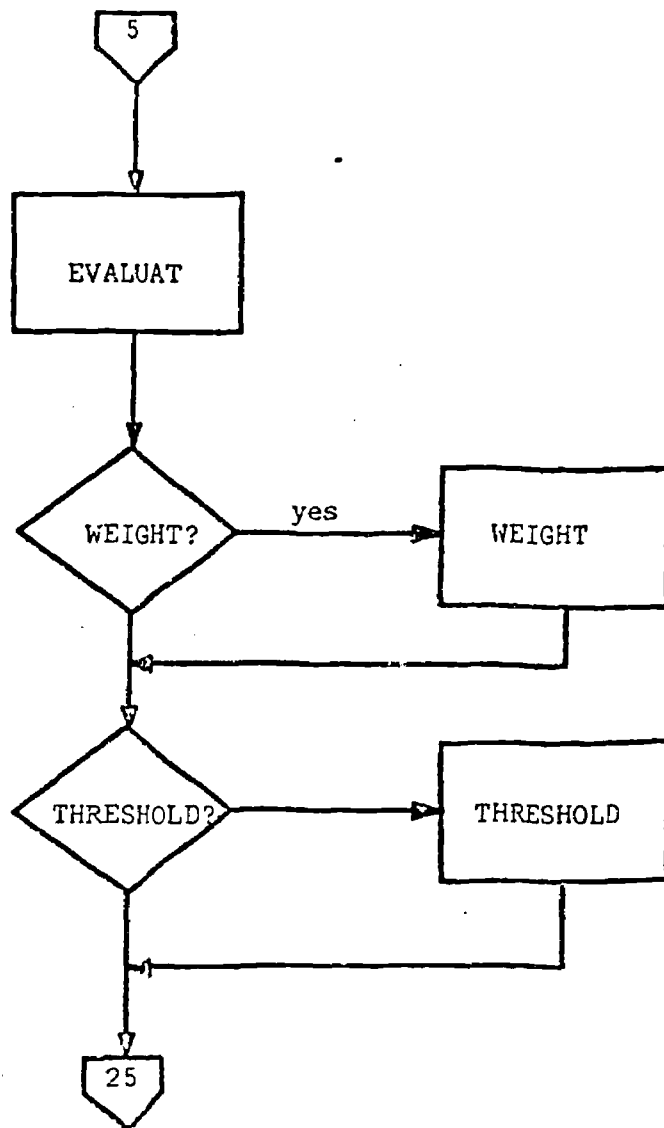 5
EVALUAT
WEIGHT?
yes
WEIGHT
THRESHOLD?
THRESHOLD
25